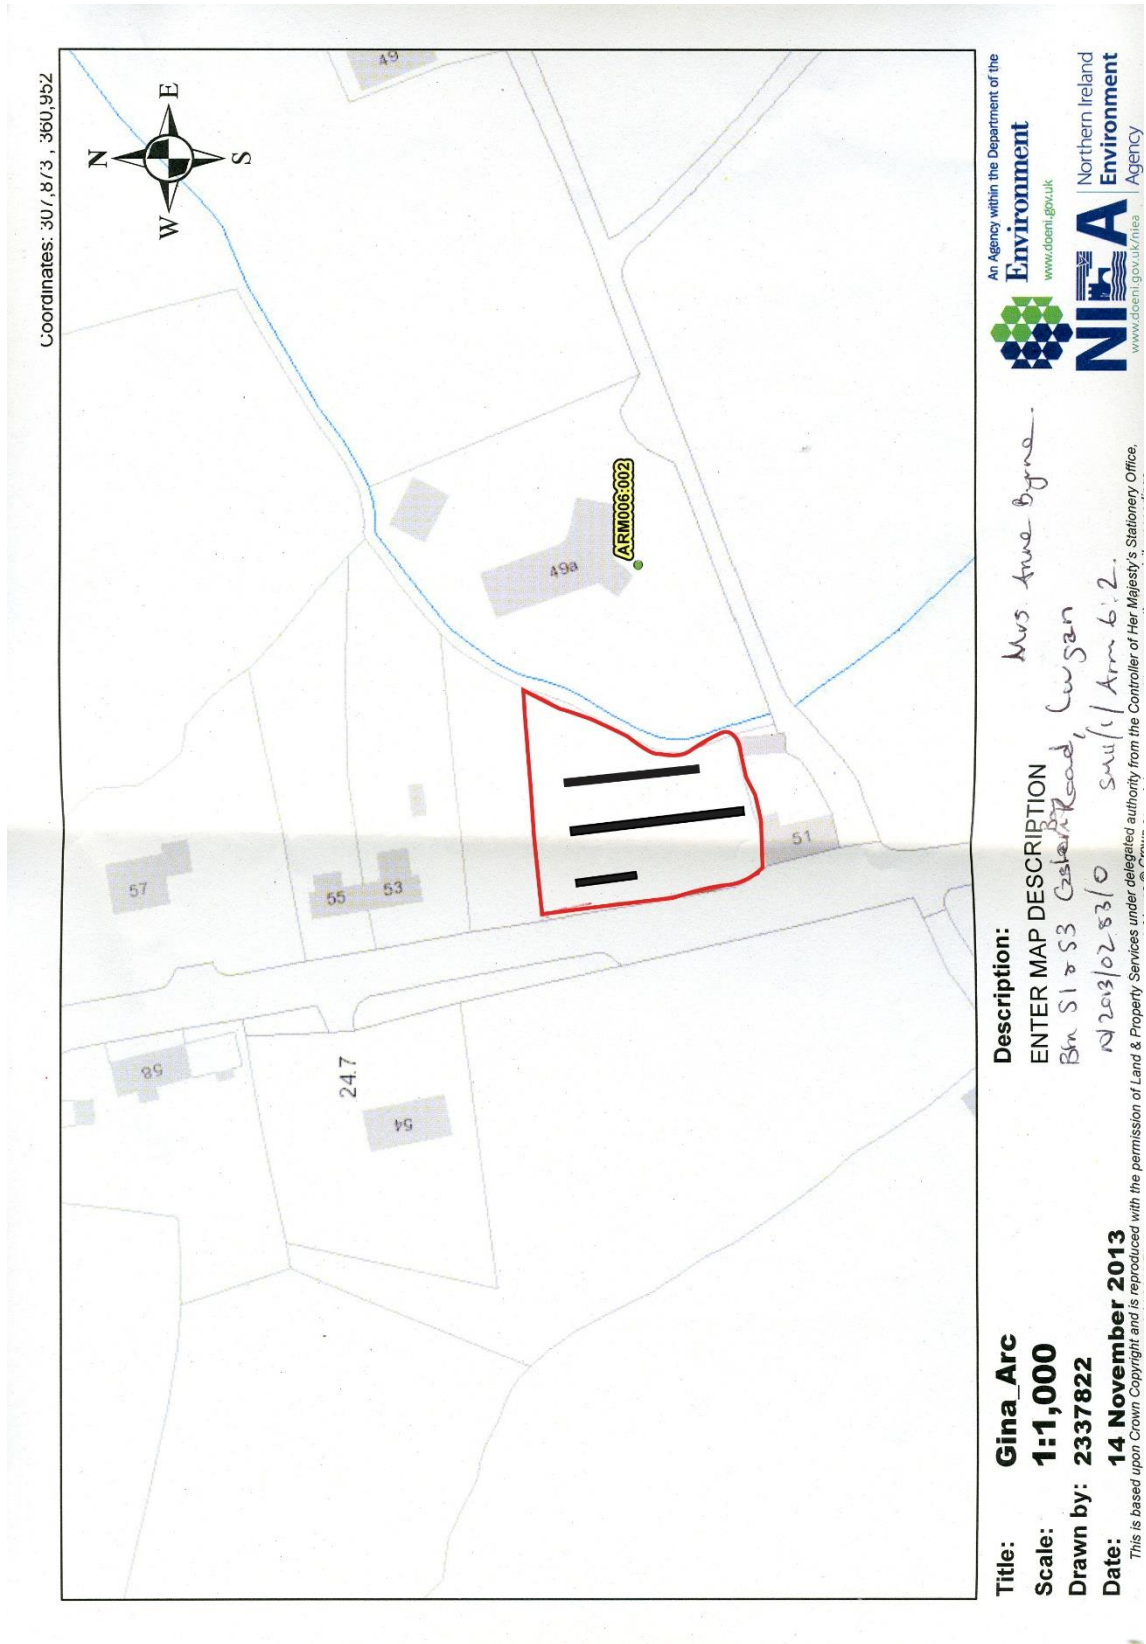 Coordinates: 307,873 , 360,952
N
W
E
S
49
57
55
53
58
54
24.7
49a
ARM006:002
51
Title: Gina_Arc
Scale: 1:1,000
Drawn by: 2337822
Date: 14 November 2013
Description:
ENTER MAP DESCRIPTION
Mrs. Anne Byrne.
Btn 51 & 53 Road, Lurgan
N/2013/0283/0 SMU/1/Arm 6:2.
An Agency within the Department of the
Environment
www.doeni.gov.uk
NIEA
Northern Ireland
Environment
Agency
www.doeni.gov.uk/niea
This is based upon Crown Copyright and is reproduced with the permission of Land & Property Services under delegated authority from the Controller of Her Majesty's Stationery Office,